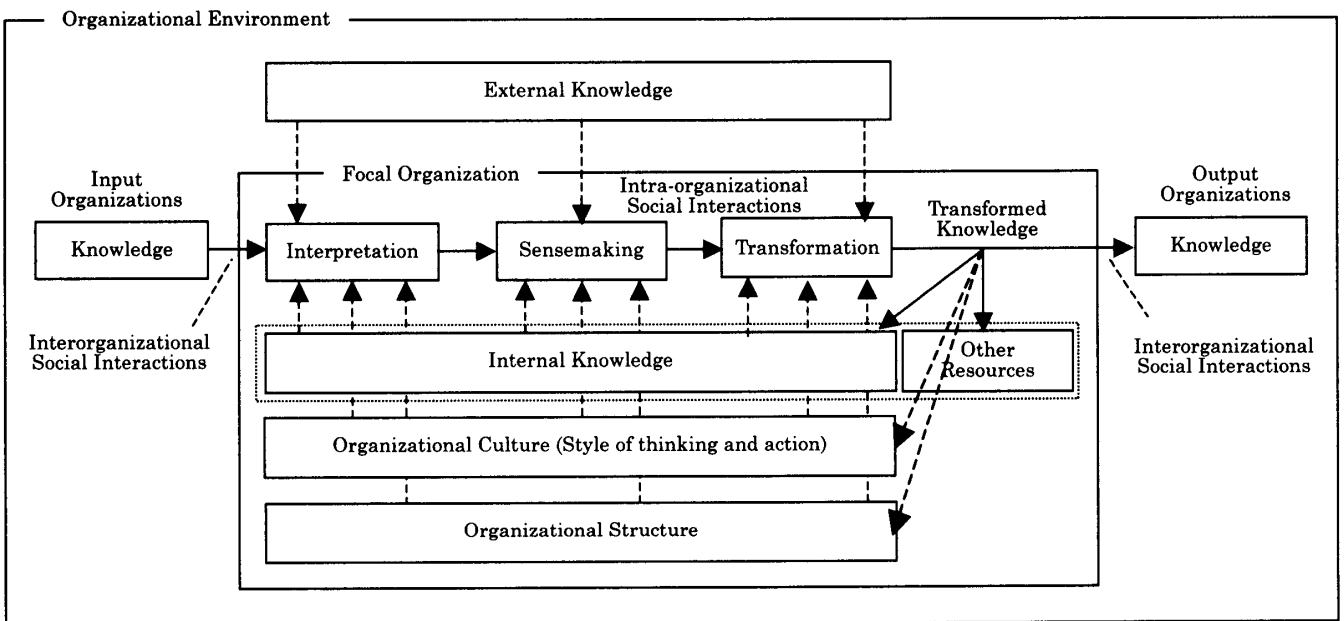 Organizational Environment
External Knowledge
Focal Organization
Input
Organizations
Intra-organizational
Social Interactions
Output
Organizations
Transformed
Knowledge
Knowledge
Interpretation
Sensemaking
Transformation
Knowledge
Interorganizational
Social Interactions
Internal Knowledge
Other
Resources
Interorganizational
Social Interactions
Organizational Culture (Style of thinking and action)
Organizational Structure